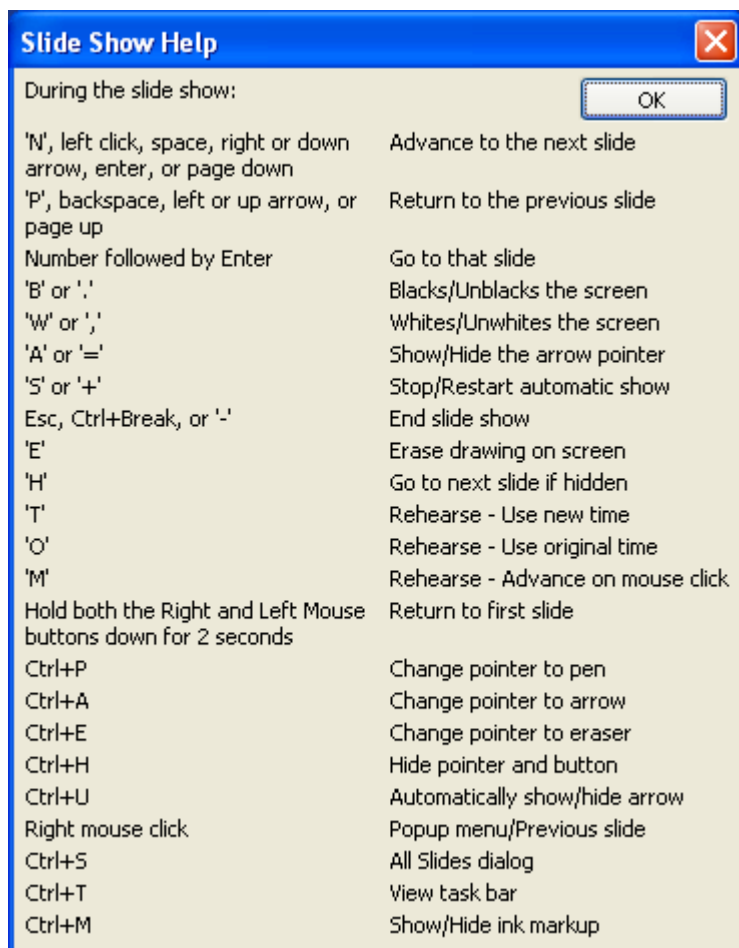 Slide Show Help
During the slide show:
OK
'N', left click, space, right or down Advance to the next slide
arrow, enter, or page down
'P', backspace, left or up arrow, or Return to the previous slide
page up
Number followed by Enter Go to that slide
'B' or '.' Blacks/Unblacks the screen
'W' or ',' Whites/Unwhites the screen
'A' or '=' Show/Hide the arrow pointer
'S' or '+' Stop/Restart automatic show
Esc, Ctrl+Break, or '-' End slide show
'E' Erase drawing on screen
'H' Go to next slide if hidden
'T' Rehearse - Use new time
'O' Rehearse - Use original time
'M' Rehearse - Advance on mouse click
Hold both the Right and Left Mouse Return to first slide
buttons down for 2 seconds
Ctrl+P Change pointer to pen
Ctrl+A Change pointer to arrow
Ctrl+E Change pointer to eraser
Ctrl+H Hide pointer and button
Ctrl+U Automatically show/hide arrow
Right mouse click Popup menu/Previous slide
Ctrl+S All Slides dialog
Ctrl+T View task bar
Ctrl+M Show/Hide ink markup